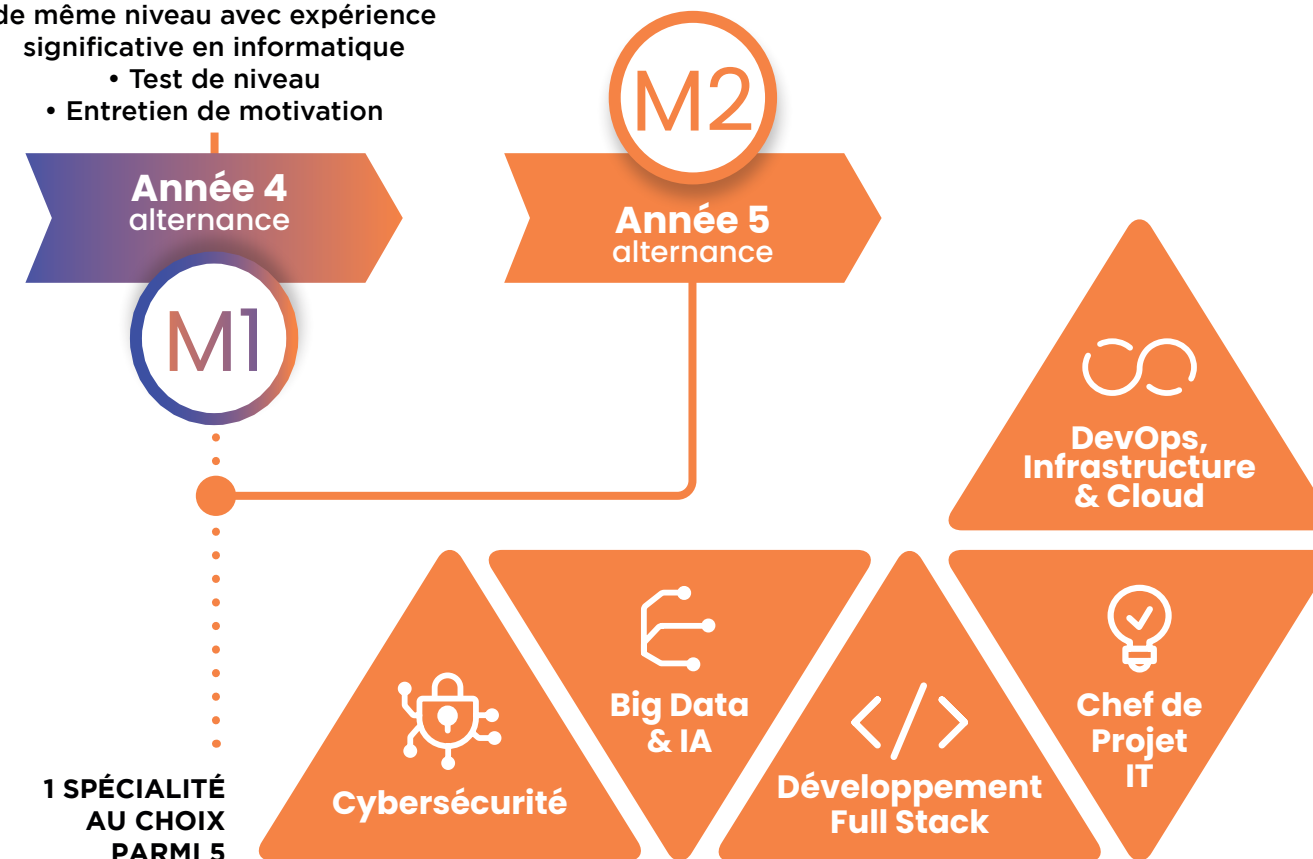 de même niveau avec expérience
significative en informatique
• Test de niveau
• Entretien de motivation
Année 4
alternance
M1
M2
Année 5
alternance
DevOps,
Infrastructure
& Cloud
Cybersécurité
Big Data
& IA
Développement
Full Stack
Chef de
Projet
IT
1 SPÉCIALITÉ
AU CHOIX
PARMI 5